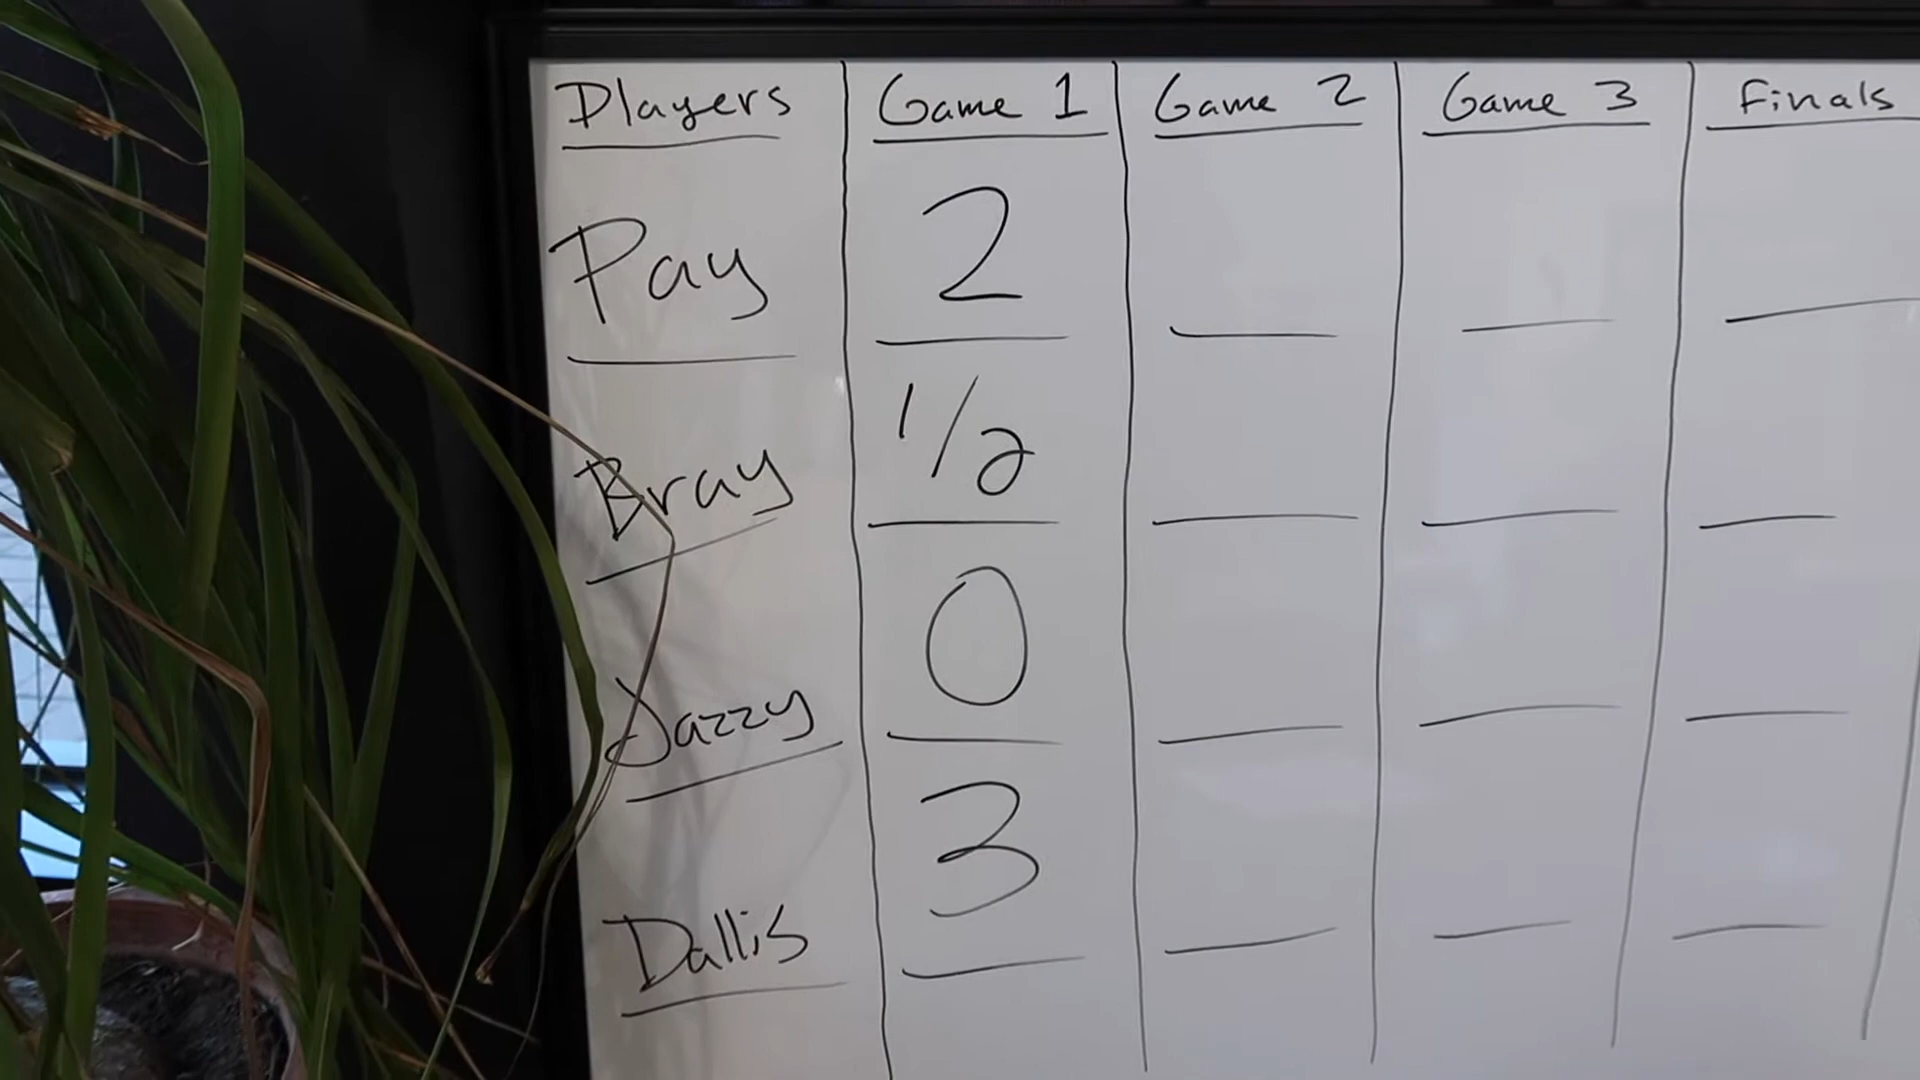 Players Game 1 Game 2 Game 3 Finals
Pay 2
Bray 1/2
Jazzy 0
Dallis 3